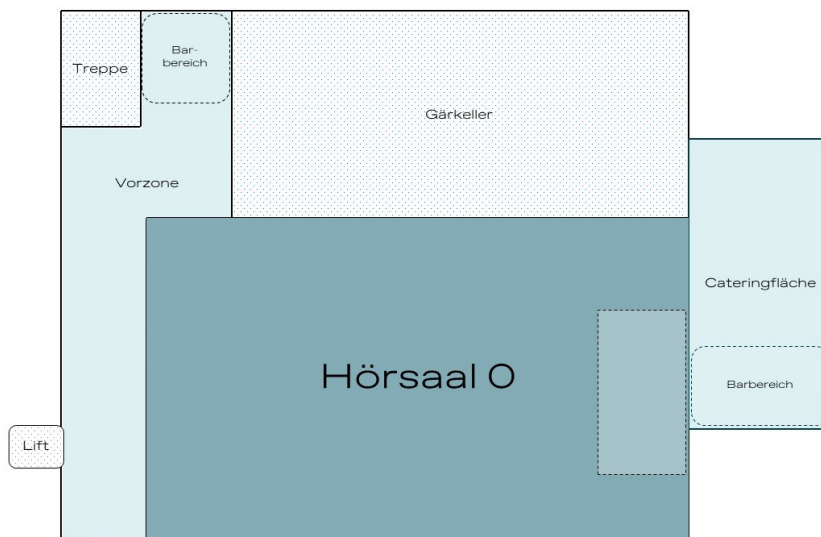 Treppe
Bar-
bereich
Gärkeller
Vorzone
Cateringfläche
Hörsaal 0
Barbereich
Lift